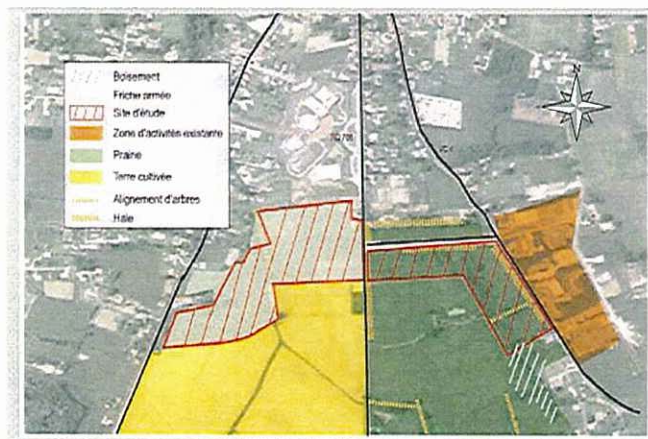 Boisement
Friche armée
Site d'étude
Zone d'activités existante
Prairie
Terre cultivée
Alignement d'arbres
Haie
N